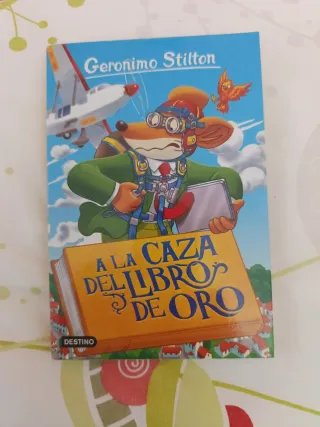 Geronimo Stilton
A LA CAZA
DEL LIBRO
DE ORO
DESTINO